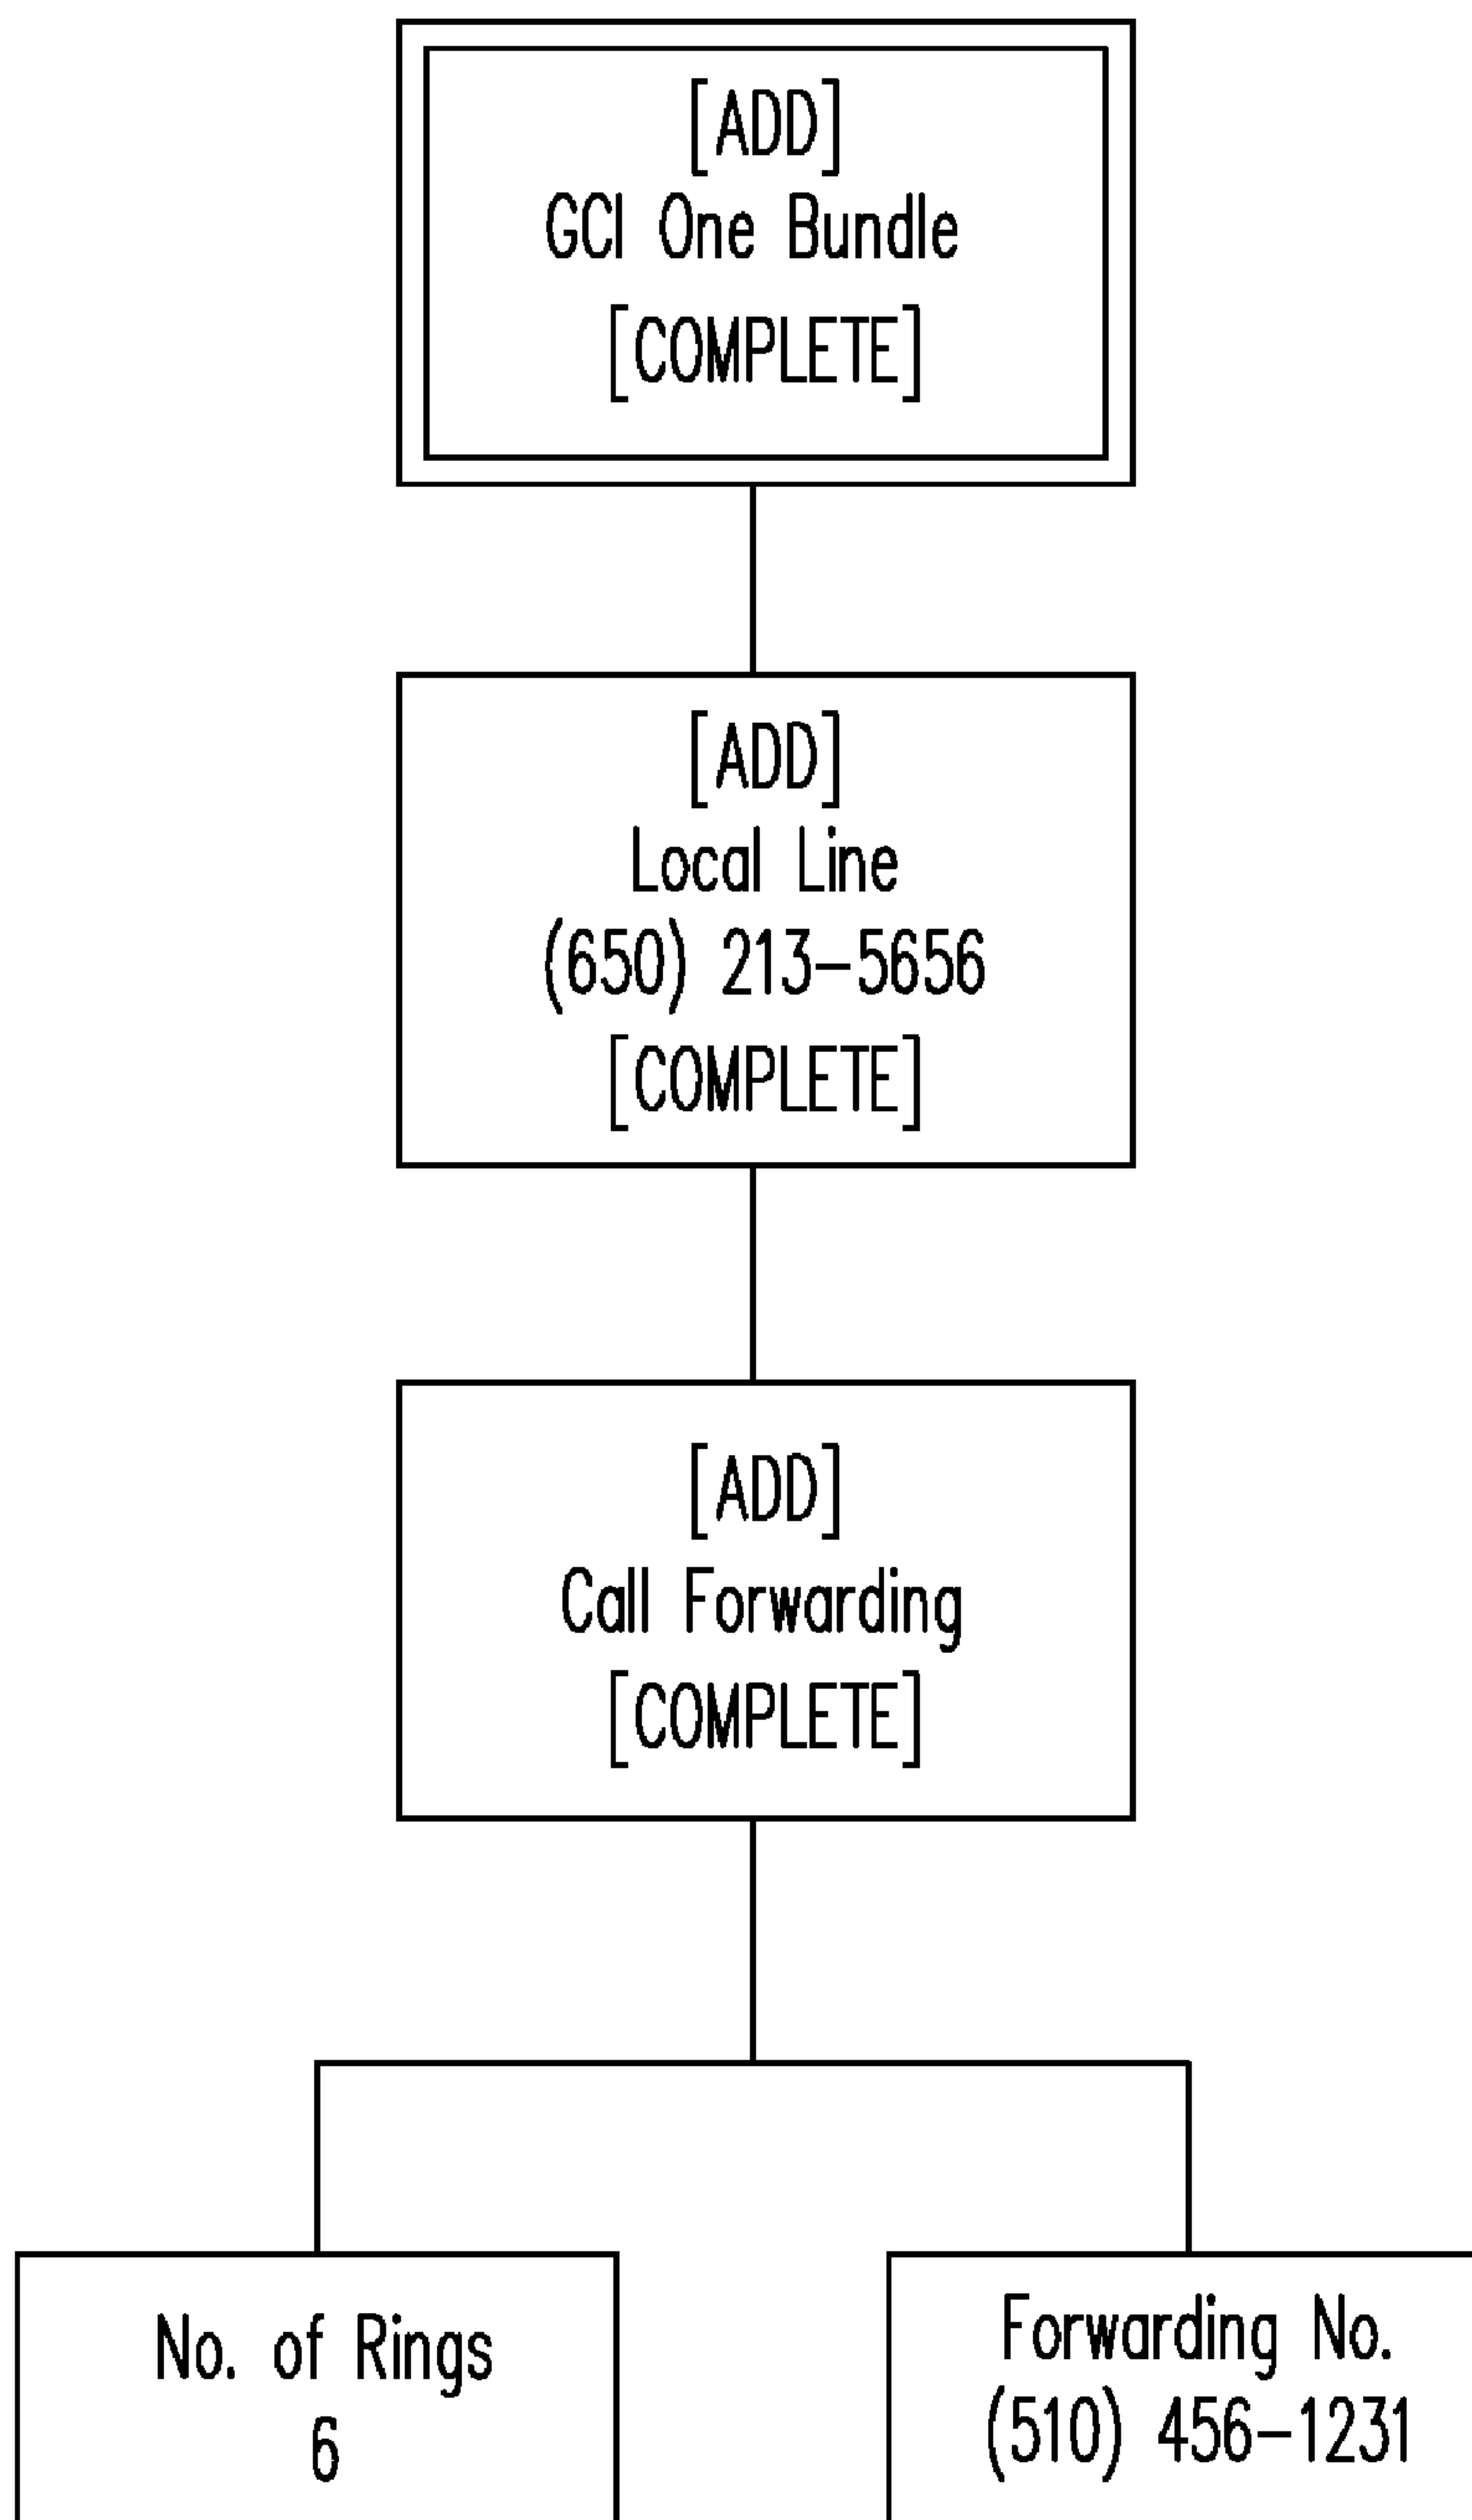 [ADD]
GCI One Bundle
[COMPLETE]
[ADD]
Local Line
(650) 213-5656
[COMPLETE]
[ADD]
Call Forwarding
[COMPLETE]
No. of Rings
6
Forwarding No.
(510) 456-1231